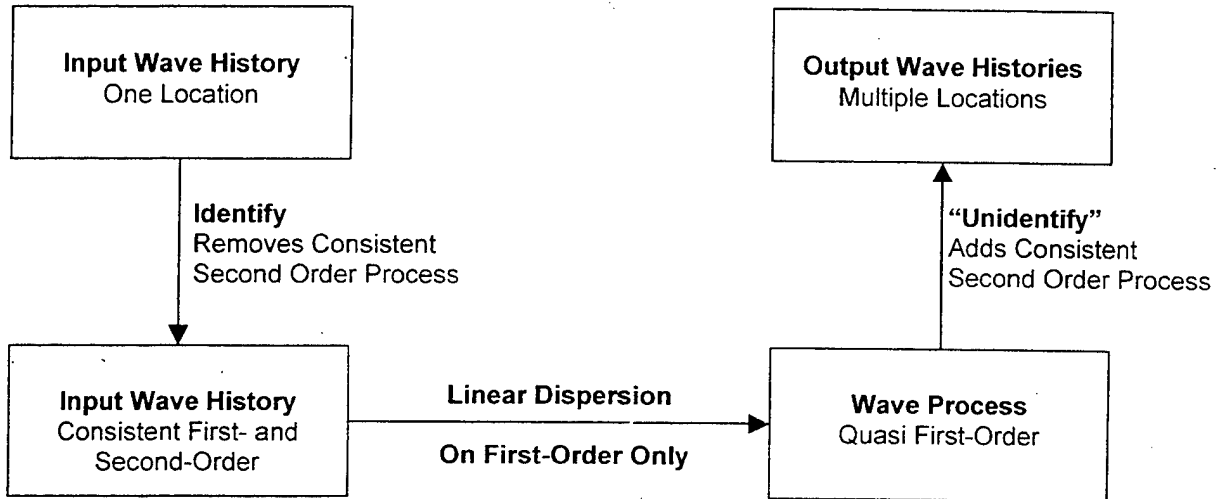 Input Wave History
One Location
Output Wave Histories
Multiple Locations
Identify
Removes Consistent
Second Order Process
“Unidentify”
Adds Consistent
Second Order Process
Input Wave History
Consistent First- and
Second-Order
Linear Dispersion
On First-Order Only
Wave Process
Quasi First-Order